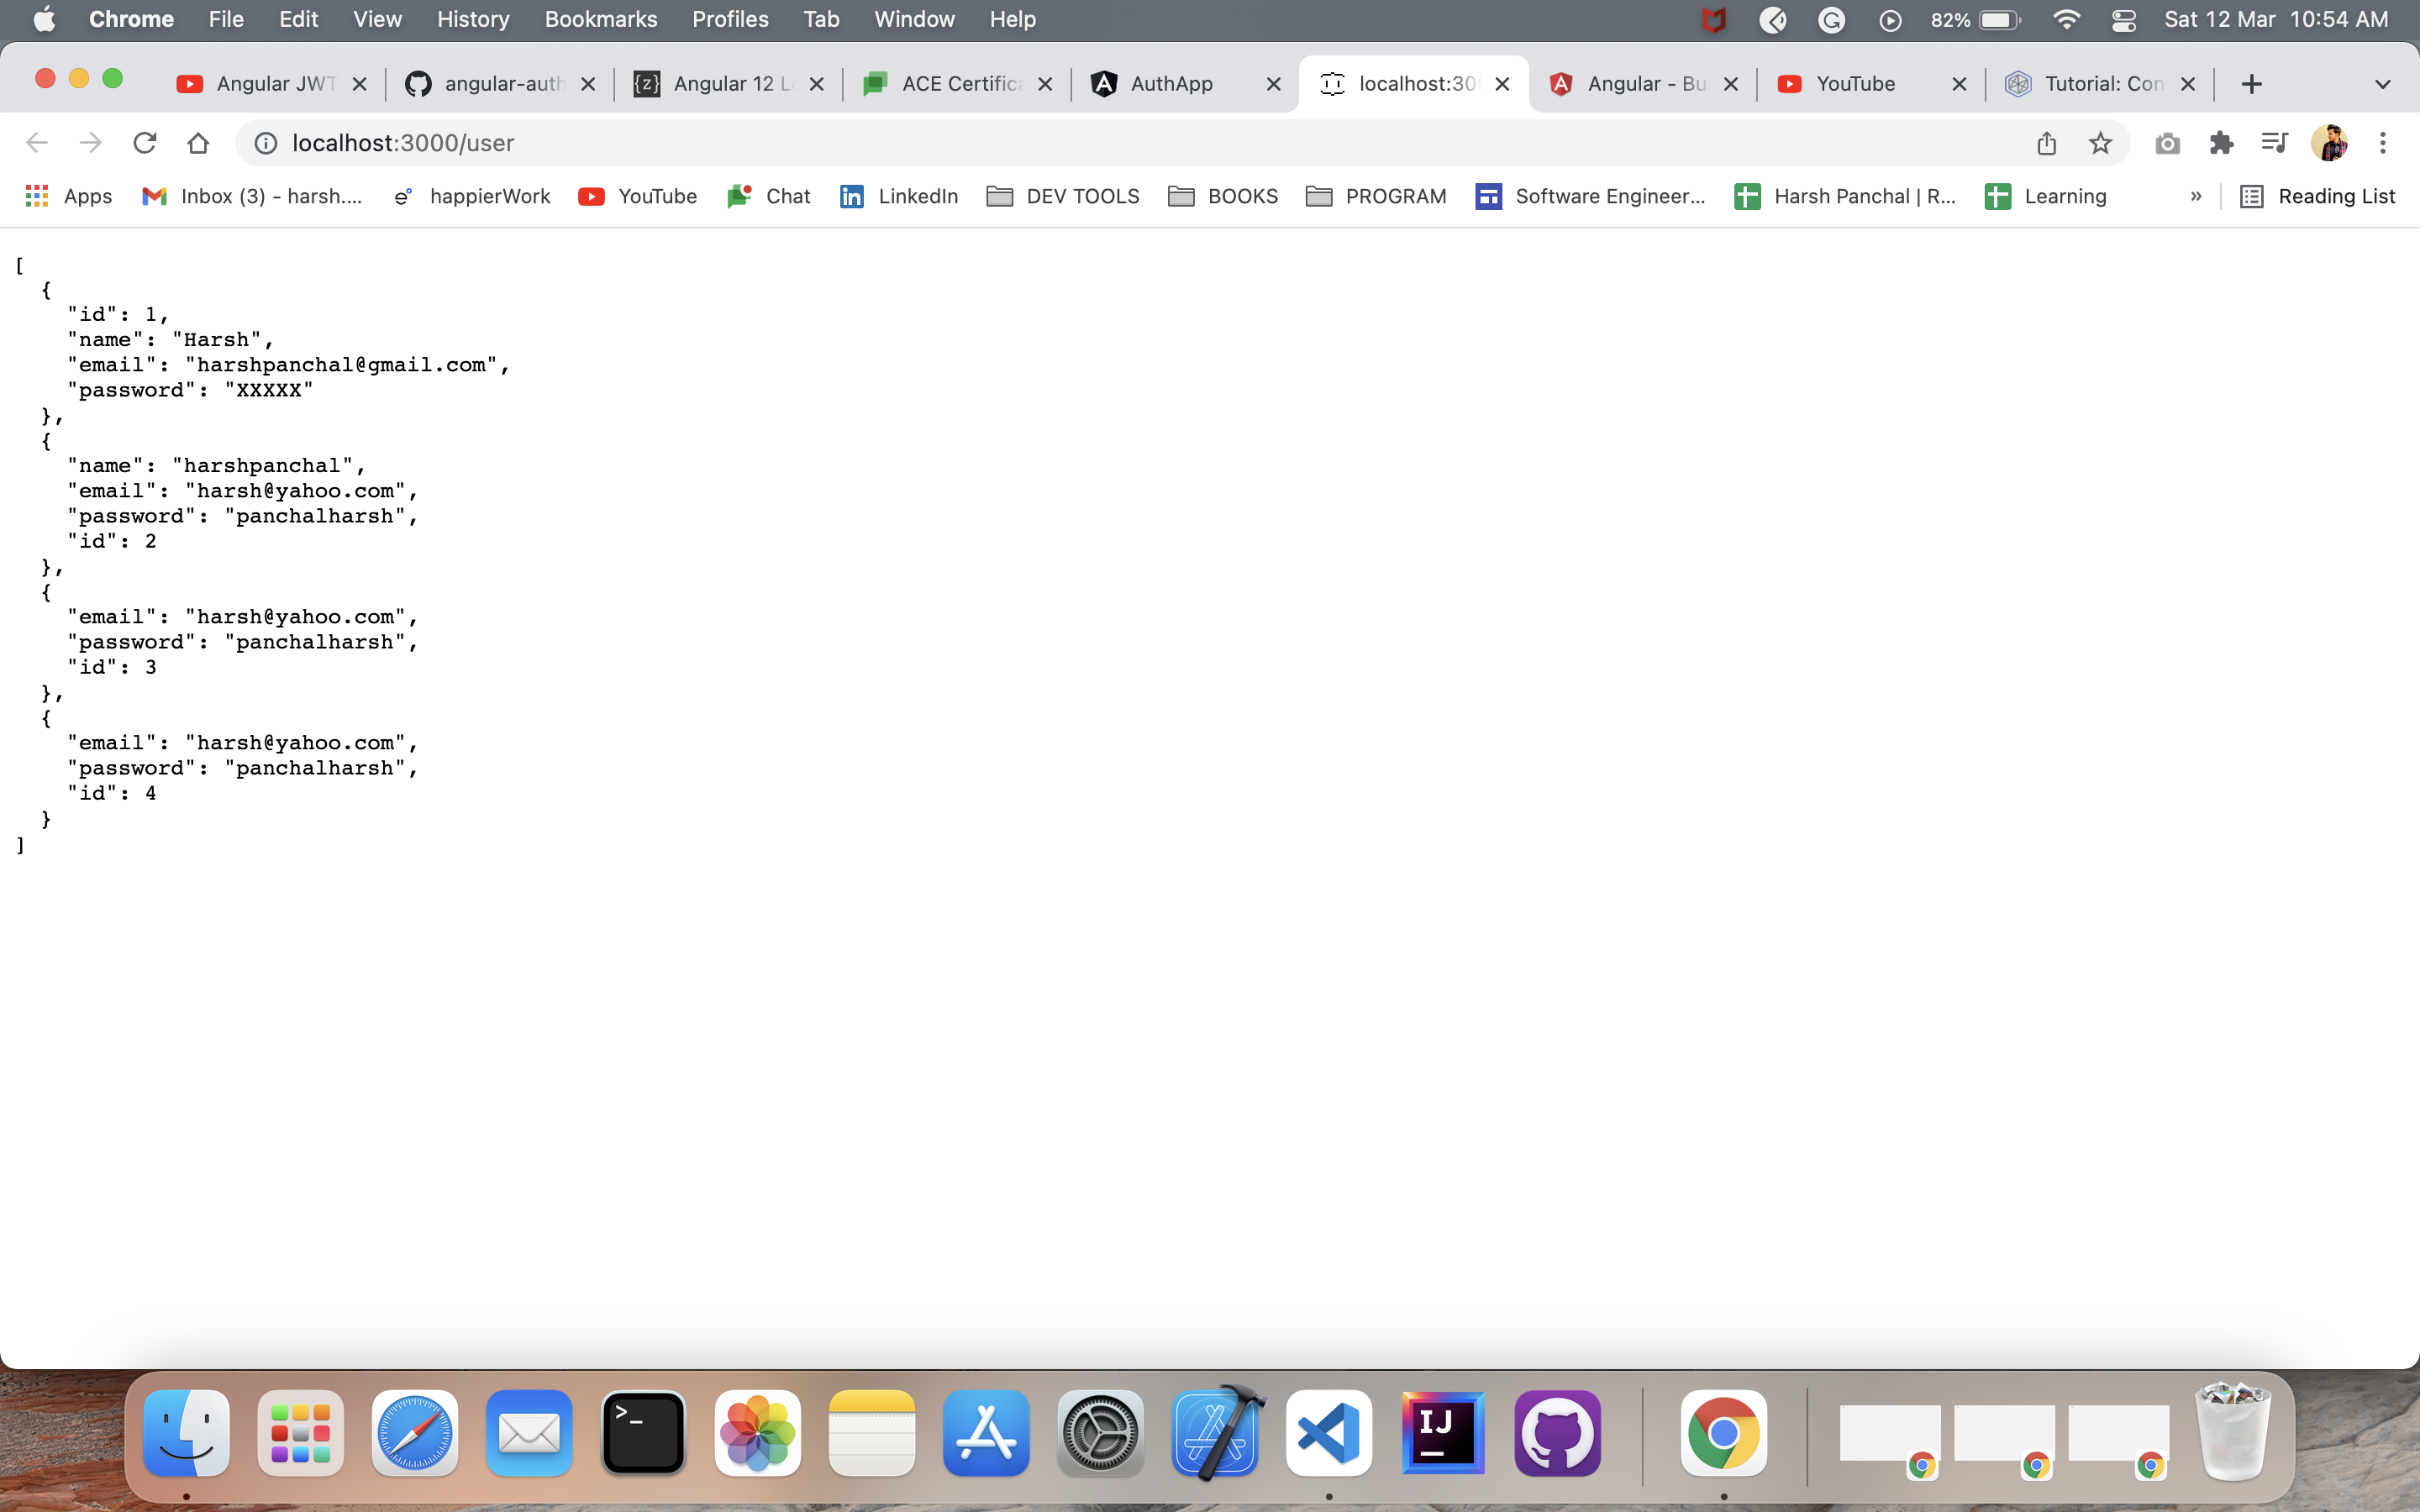 Chrome File Edit View History Bookmarks Profiles Tab Window Help 82% Sat 12 Mar 10:54 AM
Angular JWT angular-auth {z} Angular 12 L ACE Certific AuthApp localhost:30 Angular - Bu YouTube Tutorial: Con
localhost:3000/user
Apps Inbox (3) - harsh.... happierWork YouTube Chat LinkedIn DEV TOOLS BOOKS PROGRAM Software Engineer... Harsh Panchal | R... Learning » Reading List
[
{
"id": 1,
"name": "Harsh",
"email": "harshpanchal@gmail.com",
"password": "XXXXX"
},
{
"name": "harshpanchal",
"email": "harsh@yahoo.com",
"password": "panchalharsh",
"id": 2
},
{
"email": "harsh@yahoo.com",
"password": "panchalharsh",
"id": 3
},
{
"email": "harsh@yahoo.com",
"password": "panchalharsh",
"id": 4
}
]
>_ IJ